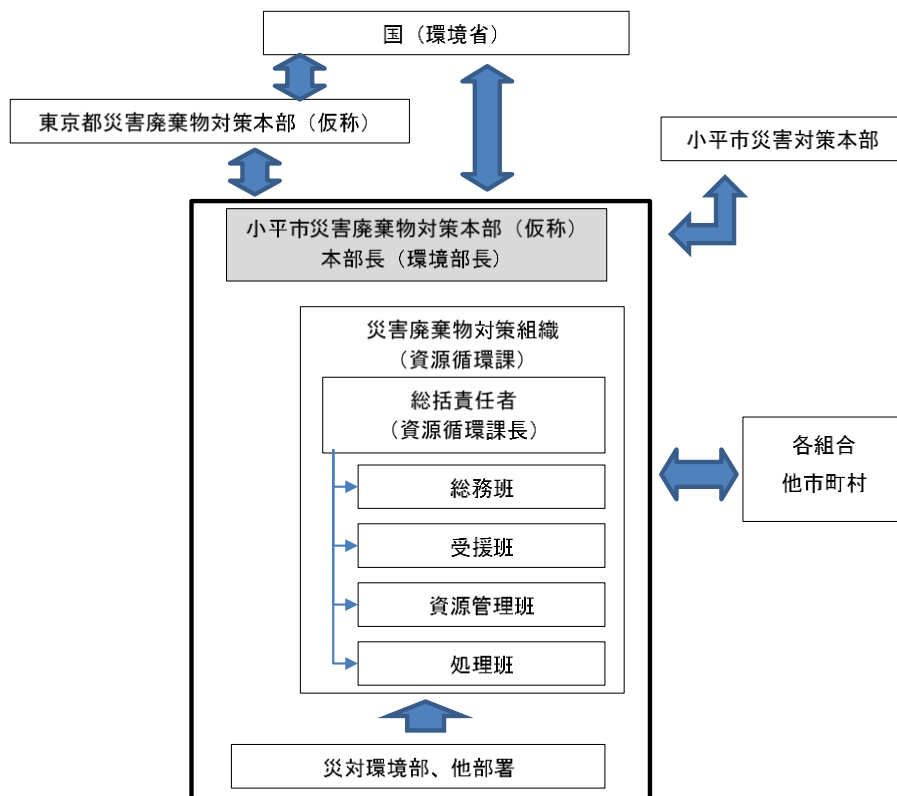 国（環境省）
東京都災害廃棄物対策本部（仮称）
小平市災害対策本部
小平市災害廃棄物対策本部（仮称）
本部長（環境部長）
災害廃棄物対策組織
（資源循環課）
総括責任者
（資源循環課長）
総務班
受援班
資源管理班
処理班
各組合
他市町村
災対環境部、他部署